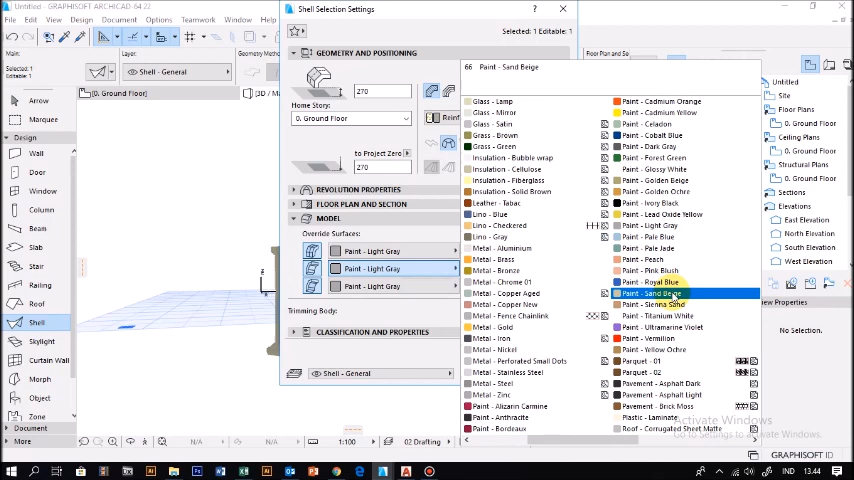 Untitled - GRAPHISOFT ARCHICAD-64 22
File Edit View Design Document Options Teamwork Window
Main:
Selected: 1
Editable: 1
Layer:
Shell - General
Geometry Method
Floor Plan and Se
[0. Ground Floor]
[3D /
Arrow
Marquee
Design
Wall
Door
Window
Column
Beam
Slab
Stair
Railing
Roof
Shell
Skylight
Curtain Wall
Morph
Object
Zone
Document
More
Shell Selection Settings
?
Selected: 1 Editable: 1
GEOMETRY AND POSITIONING
270
Home Story:
0. Ground Floor
Reinf
to Project Zero
270
REVOLUTION PROPERTIES
FLOOR PLAN AND SECTION
MODEL
Override Surfaces:
Paint - Light Gray
Paint - Light Gray
Paint - Light Gray
Trimming Body:
CLASSIFICATION AND PROPERTIES
Shell - General
66 Paint - Sand Beige
Glass - Lamp
Glass - Mirror
Glass - Satin
Glass - Brown
Glass - Green
Insulation - Bubble wrap
Insulation - Cellulose
Insulation - Fiberglass
Insulation - Solid Brown
Leather - Tabac
Lino - Blue
Lino - Checkered
Lino - Gray
Metal - Aluminium
Metal - Brass
Metal - Bronze
Metal - Chrome 01
Metal - Copper Aged
Metal - Copper New
Metal - Fence Chainlink
Metal - Gold
Metal - Iron
Metal - Nickel
Metal - Perforated Small Dots
Metal - Stainless Steel
Metal - Steel
Metal - Zinc
Paint - Alizarin Carmine
Paint - Anthracite
Paint - Bordeaux
Paint - Cadmium Orange
Paint - Cadmium Yellow
Paint - Celadon
Paint - Cobalt Blue
Paint - Dark Gray
Paint - Forest Green
Paint - Glossy White
Paint - Golden Beige
Paint - Golden Ochre
Paint - Ivory Black
Paint - Lead Oxide Yellow
Paint - Light Gray
Paint - Pale Blue
Paint - Pale Jade
Paint - Peach
Paint - Pink Blush
Paint - Royal Blue
Paint - Sand Beige
Paint - Sienna Sand
Paint - Titanium White
Paint - Ultramarine Violet
Paint - Vermilion
Paint - Yellow Ochre
Parquet - 01
Parquet - 02
Pavement - Asphalt Dark
Pavement - Asphalt Light
Pavement - Brick Moss
Plastic - Laminate
Roof - Corrugated Sheet Matte
Untitled
Site
Floor Plans
0. Ground Floor
Ceiling Plans
0. Ground Floor
Structural Plans
0. Ground Floor
Sections
Elevations
East Elevation
North Elevation
South Elevation
West Elevation
View Properties
No Selection.
Activate Windows
Go to Settings to activate Windows.
N/A
N/A
1:100
02 Drafting
GRAPHISOFT ID
IND
13.44